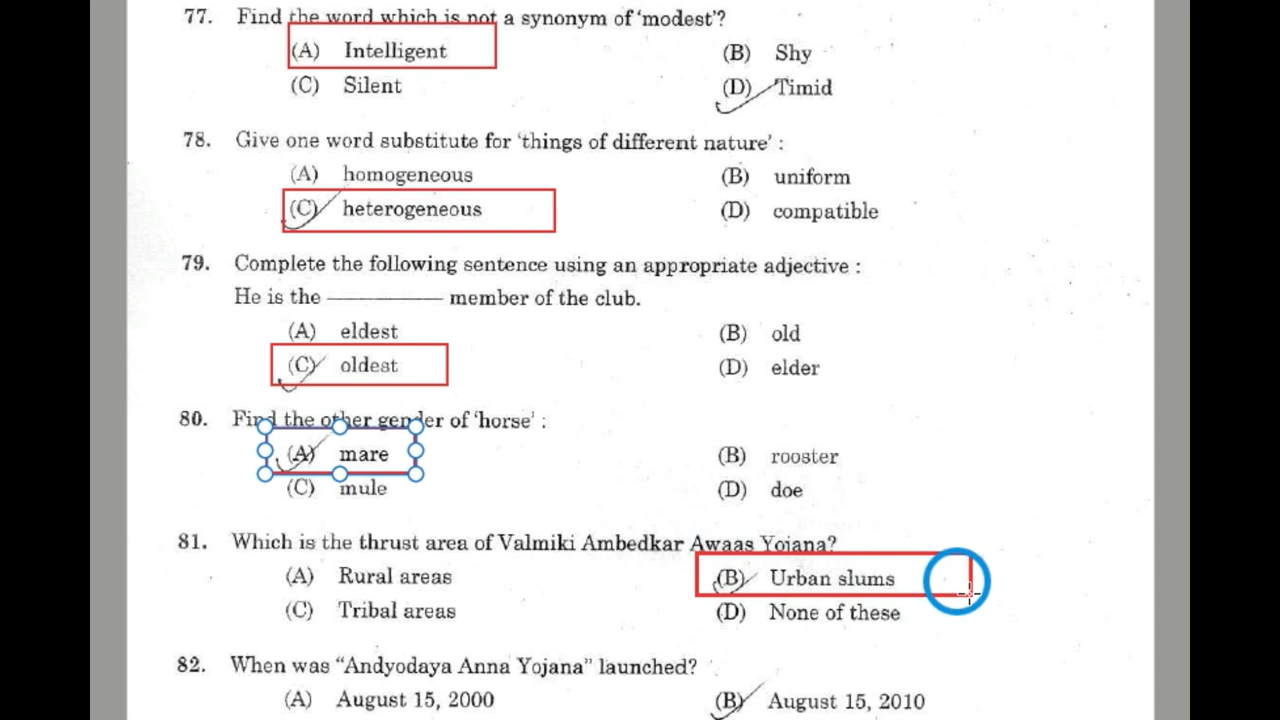 77. Find the word which is not a synonym of 'modest'?
(A) Intelligent (B) Shy
(C) Silent (D) Timid
78. Give one word substitute for 'things of different nature' :
(A) homogeneous (B) uniform
(C) heterogeneous (D) compatible
79. Complete the following sentence using an appropriate adjective :
He is the ________ member of the club.
(A) eldest (B) old
(C) oldest (D) elder
80. Find the other gender of 'horse' :
(A) mare (B) rooster
(C) mule (D) doe
81. Which is the thrust area of Valmiki Ambedkar Awaas Yojana?
(A) Rural areas (B) Urban slums
(C) Tribal areas (D) None of these
82. When was "Andyodaya Anna Yojana" launched?
(A) August 15, 2000 (B) August 15, 2010